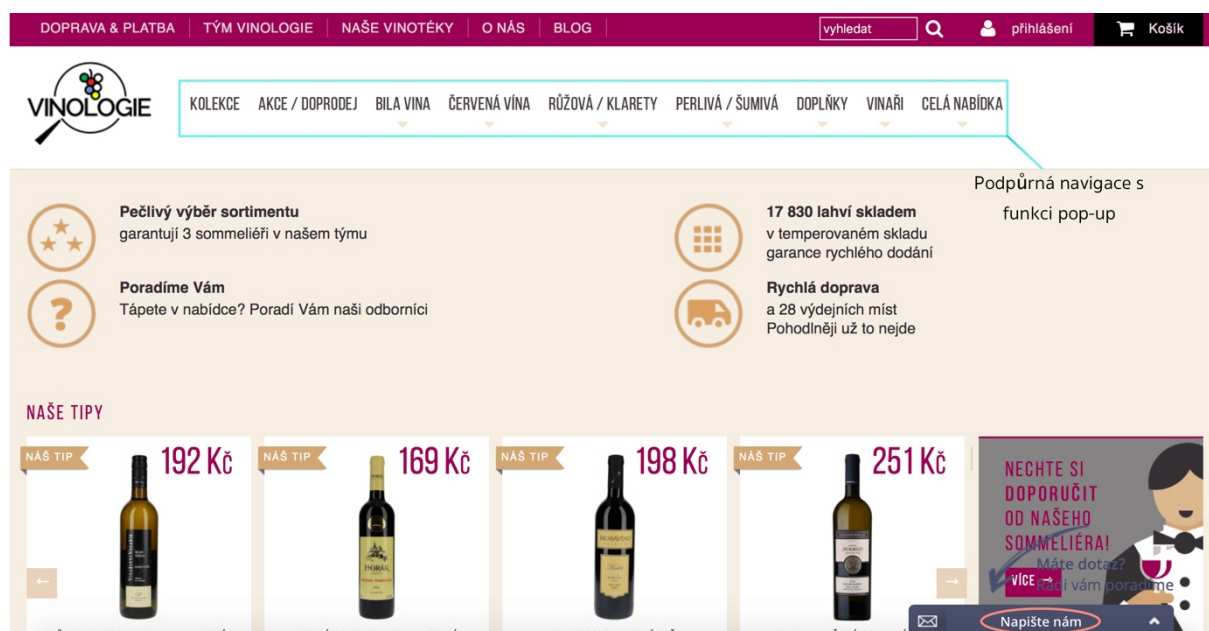 DOPRAVA & PLATBA TÝM VINOLOGIE NAŠE VINOTÉKY O NÁS BLOG vyhledat přihlášení Košík
VINOLOGIE
KOLEKCE AKCE / DOPRODEJ BILA VINA ČERVENÁ VÍNA RŮŽOVÁ / KLARETY PERLIVÁ / ŠUMIVÁ DOPLŇKY VINAŘI CELÁ NABÍDKA
Podpůrná navigace s
funkci pop-up
Pečlivý výběr sortimentu
garantují 3 sommeliéři v našem týmu
17 830 lahví skladem
v temperovaném skladu
garance rychlého dodání
Poradíme Vám
Tápete v nabídce? Poradí Vám naši odborníci
Rychlá doprava
a 28 výdejních míst
Pohodlněji už to nejde
NAŠE TIPY
NÁŠ TIP 192 Kč
NÁŠ TIP 169 Kč
HORÁK
NÁŠ TIP 198 Kč
MORAVÍNO
NÁŠ TIP 251 Kč
NECHTE SI
DOPORUČIT
OD NAŠEHO
SOMMELIÉRA!
VÍCE →
Máte dotaz?
Rádi vám poradíme
Napište nám